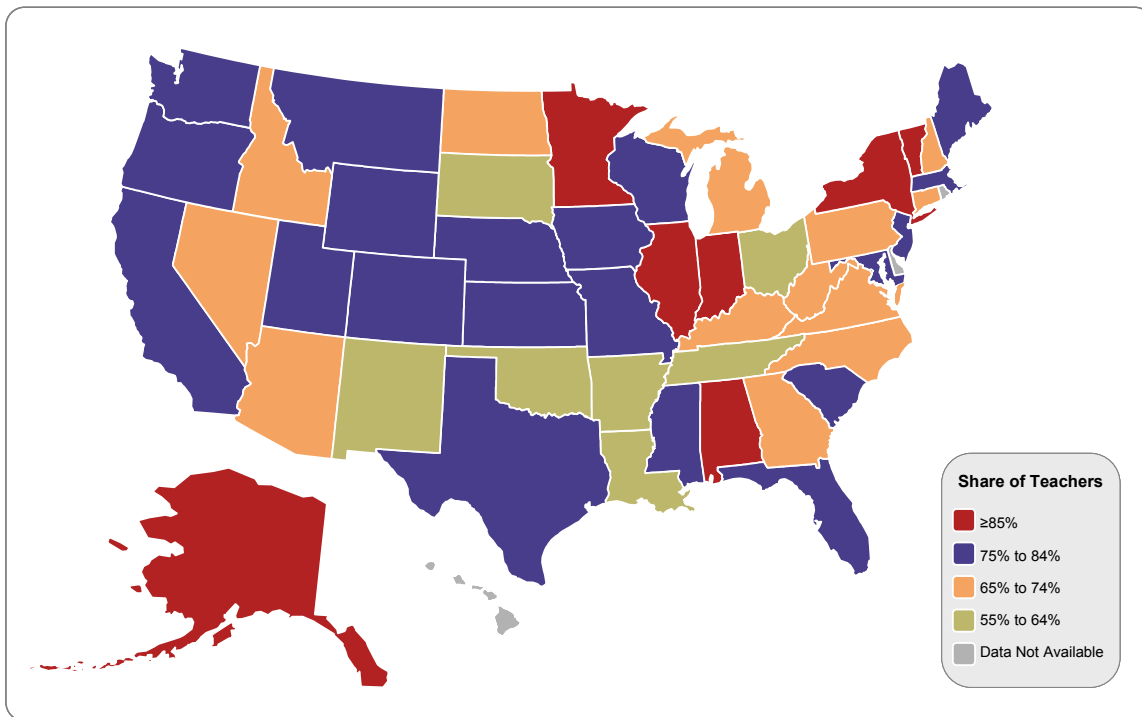 Share of Teachers
≥85%
75% to 84%
65% to 74%
55% to 64%
Data Not Available